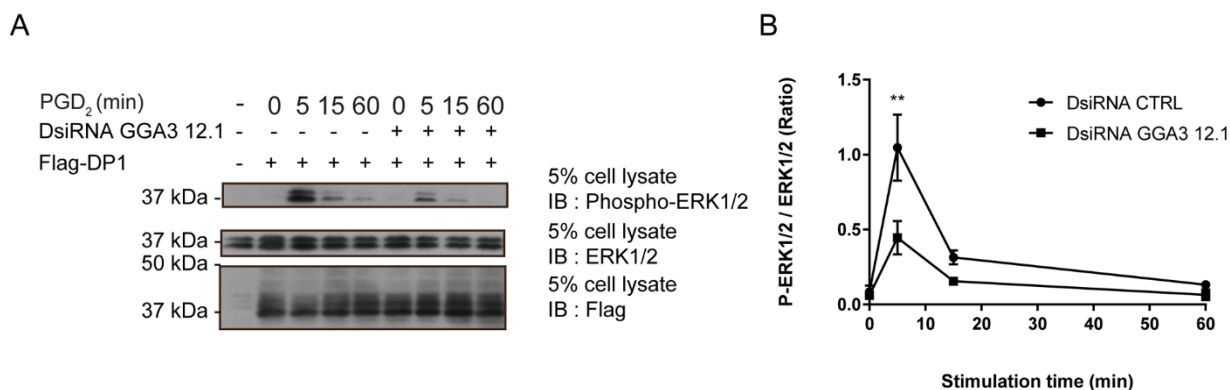 A
PGD2 (min) - 0 5 15 60 0 5 15 60
DsiRNA GGA3 12.1 - - - - - + + + +
Flag-DP1 - + + + + + + + +
37 kDa -
5% cell lysate
IB : Phospho-ERK1/2
37 kDa -
5% cell lysate
IB : ERK1/2
50 kDa
37 kDa -
5% cell lysate
IB : Flag
B
P-ERK1/2 / ERK1/2 (Ratio)
1.5
1.0
0.5
0.0
**
DsiRNA CTRL
DsiRNA GGA3 12.1
0 10 20 30 40 50 60
Stimulation time (min)